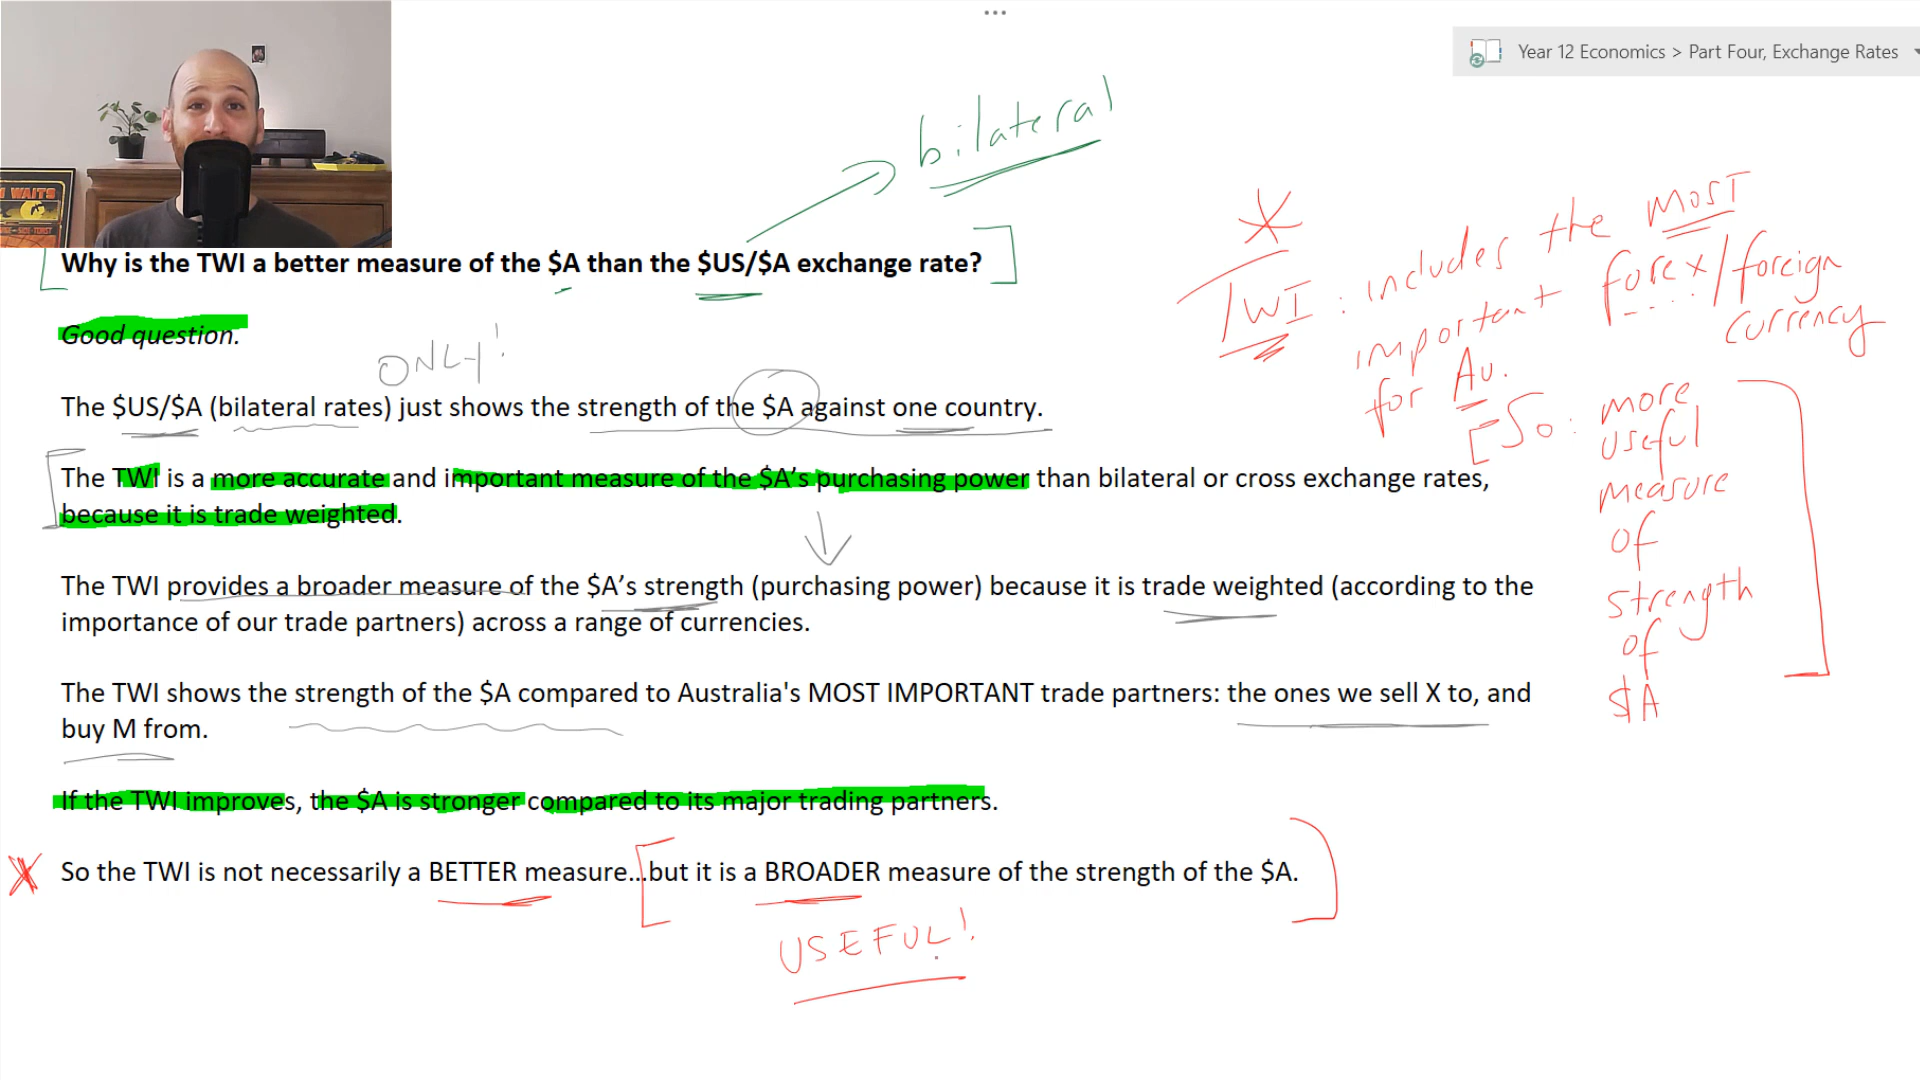 Year 12 Economics > Part Four, Exchange Rates
WAITS
bilateral
Why is the TWI a better measure of the $A than the $US/$A exchange rate?
Good question.
ONLY!
The $US/$A (bilateral rates) just shows the strength of the $A against one country.
The TWI is a more accurate and important measure of the $A's purchasing power than bilateral or cross exchange rates,
because it is trade weighted.
The TWI provides a broader measure of the $A’s strength (purchasing power) because it is trade weighted (according to the
importance of our trade partners) across a range of currencies.
The TWI shows the strength of the $A compared to Australia's MOST IMPORTANT trade partners: the ones we sell X to, and
buy M from.
If the TWI improves, the $A is stronger compared to its major trading partners.
So the TWI is not necessarily a BETTER measure...but it is a BROADER measure of the strength of the $A.
USEFUL!
TWI: includes the MOST
important forex/foreign
currency
for Au.
So: more
useful
measure
of
strength
of
$A